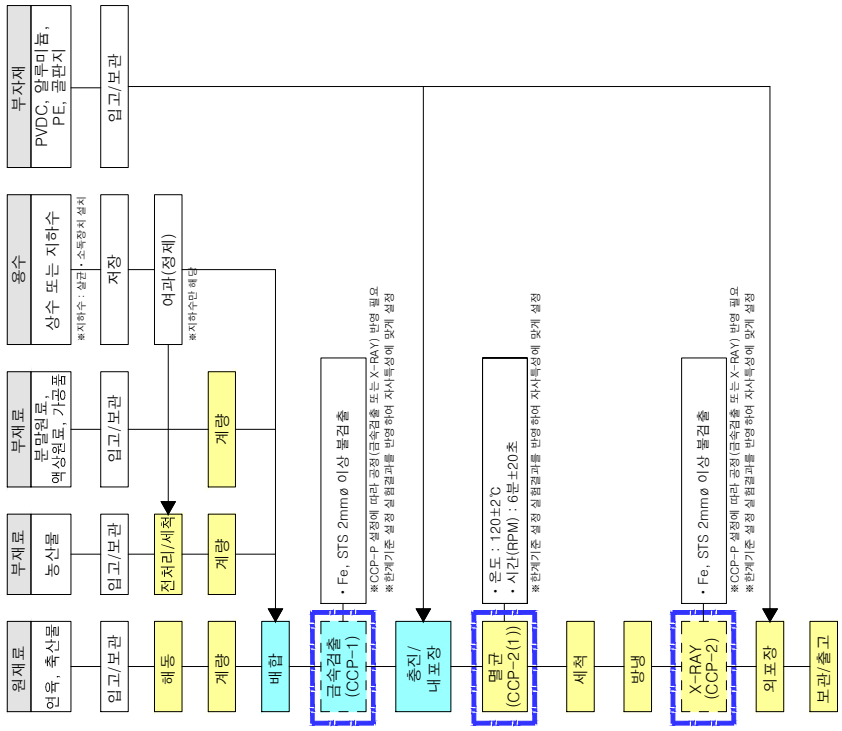 원재료
연육, 축산물
입고/보관
해동
계량
배합
금속검출
(CCP-1)
• Fe, STS 2mmø 이상 불검출
※CCP-P 설정에 따라 공정(금속검출 또는 X-RAY) 반영 필요
※한계기준 설정 실험결과를 반영하여 자사특성에 맞게 설정
충진/
내포장
멸균
(CCP-2(1))
• 온도 : 120±2℃
• 시간(RPM) : 6분±20초
※한계기준 설정 실험결과를 반영하여 자사특성에 맞게 설정
세척
방냉
X-RAY
(CCP-2)
• Fe, STS 2mmø 이상 불검출
※CCP-P 설정에 따라 공정(금속검출 또는 X-RAY) 반영 필요
※한계기준 설정 실험결과를 반영하여 자사특성에 맞게 설정
외포장
보관/출고
부재료
농산물
입고/보관
전처리/세척
계량
부재료
분말원료,
액상원료, 가공품
입고/보관
계량
용수
상수 또는 지하수
※지하수 : 살균・소독장치 설치
저장
여과(정제)
※지하수만 해당
부자재
PVDC, 알루미늄,
PE, 골판지
입고/보관